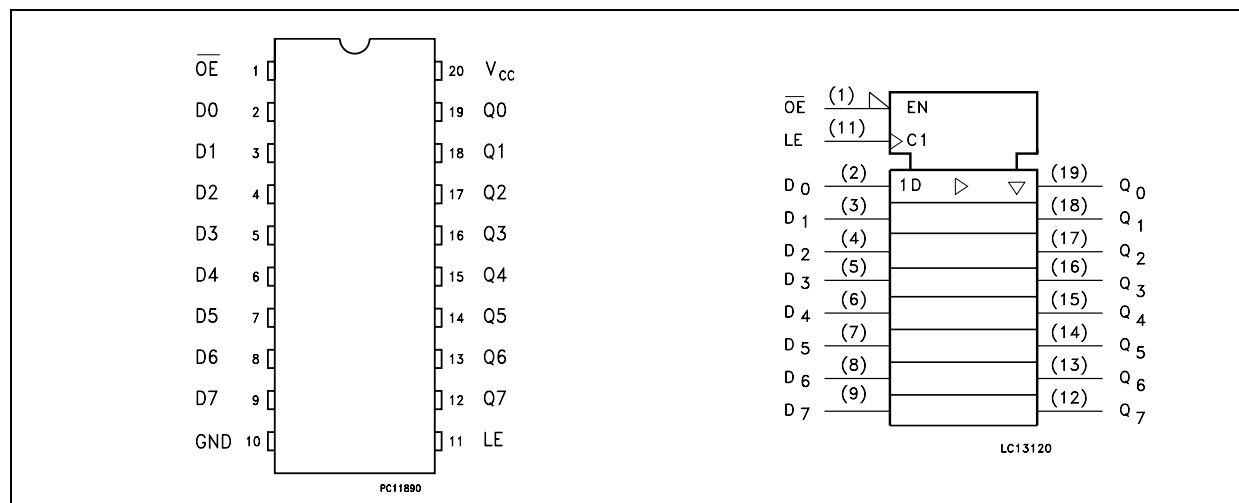 OE 1 20 VCC
D0 2 19 Q0
D1 3 18 Q1
D2 4 17 Q2
D3 5 16 Q3
D4 6 15 Q4
D5 7 14 Q5
D6 8 13 Q6
D7 9 12 Q7
GND 10 11 LE
PC11890
OE (1) EN
LE (11) C1
D0 (2) 1D (19) Q0
D1 (3) (18) Q1
D2 (4) (17) Q2
D3 (5) (16) Q3
D4 (6) (15) Q4
D5 (7) (14) Q5
D6 (8) (13) Q6
D7 (9) (12) Q7
LC13120